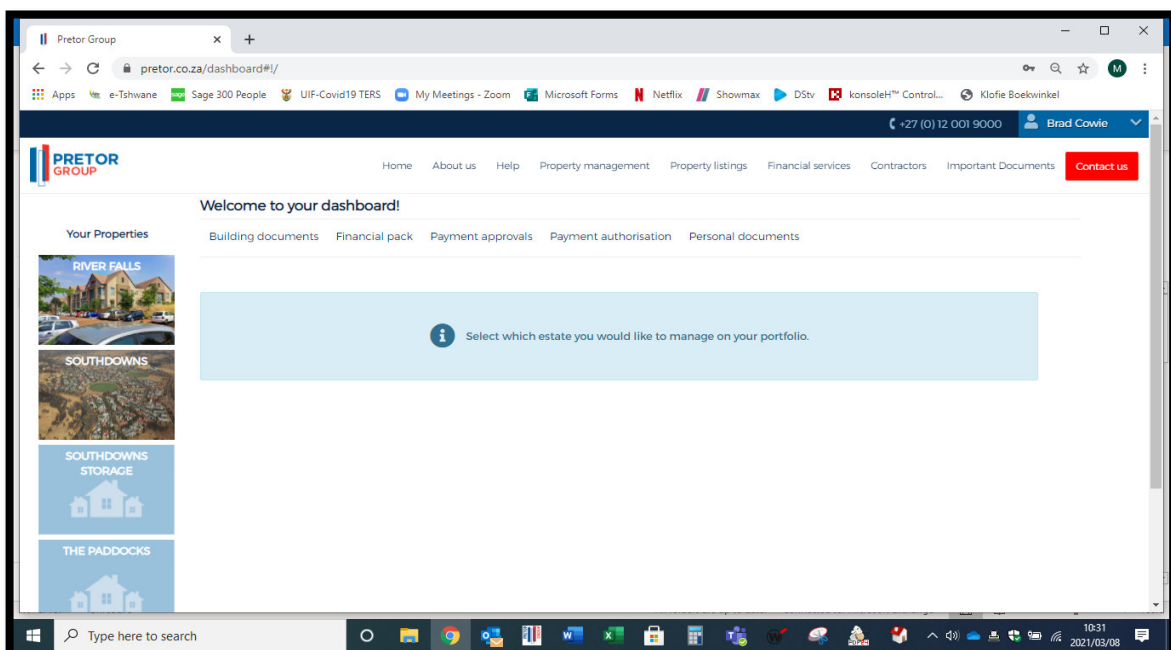 Pretor Group
pretor.co.za/dashboard#!/
M
Apps e-Tshwane Sage 300 People UIF-Covid19 TERS My Meetings - Zoom Microsoft Forms Netflix Showmax DStv konsoleH™ Control... Klofie Boekwinkel
+27 (0) 12 001 9000 Brad Cowie
PRETOR
GROUP
Home About us Help Property management Property listings Financial services Contractors Important Documents Contact us
Welcome to your dashboard!
Your Properties
Building documents Financial pack Payment approvals Payment authorisation Personal documents
RIVER FALLS
Select which estate you would like to manage on your portfolio.
SOUTHDOWNS
SOUTHDOWNS
STORAGE
THE PADDOCKS
Type here to search
10:31
2021/03/08